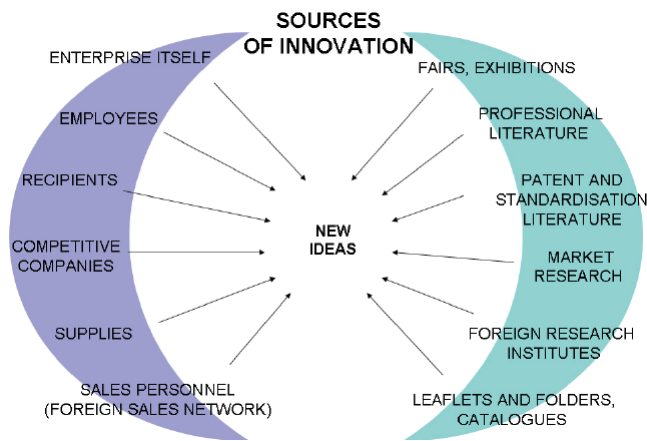 SOURCES
OF INNOVATION
ENTERPRISE ITSELF
EMPLOYEES
RECIPIENTS
COMPETITIVE
COMPANIES
SUPPLIES
SALES PERSONNEL
(FOREIGN SALES NETWORK)
NEW
IDEAS
FAIRS, EXHIBITIONS
PROFESSIONAL
LITERATURE
PATENT AND
STANDARDISATION
LITERATURE
MARKET
RESEARCH
FOREIGN RESEARCH
INSTITUTES
LEAFLETS AND FOLDERS,
CATALOGUES